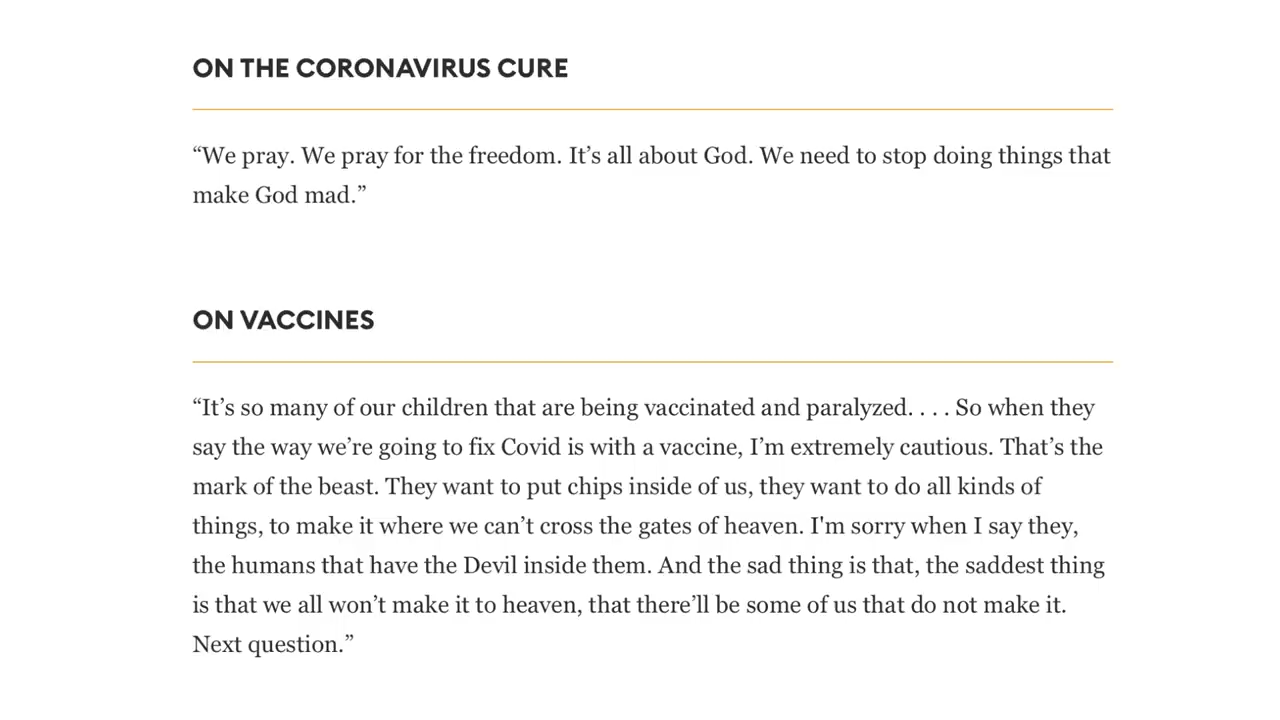 ON THE CORONAVIRUS CURE
“We pray. We pray for the freedom. It’s all about God. We need to stop doing things that
make God mad.”
ON VACCINES
“It’s so many of our children that are being vaccinated and paralyzed. . . . So when they
say the way we’re going to fix Covid is with a vaccine, I’m extremely cautious. That’s the
mark of the beast. They want to put chips inside of us, they want to do all kinds of
things, to make it where we can’t cross the gates of heaven. I'm sorry when I say they,
the humans that have the Devil inside them. And the sad thing is that, the saddest thing
is that we all won’t make it to heaven, that there’ll be some of us that do not make it.
Next question.”